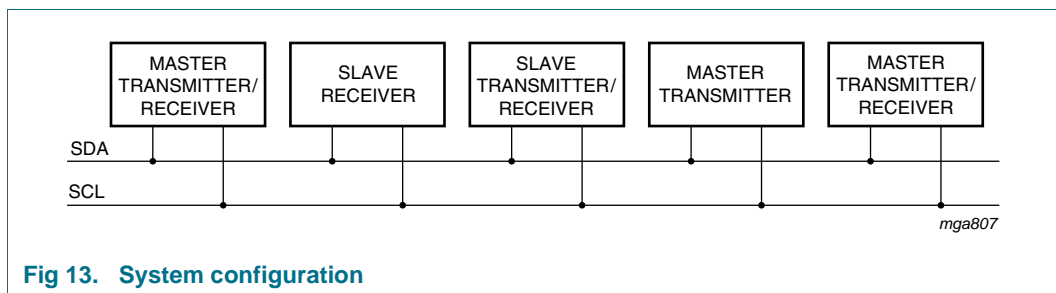 MASTER
TRANSMITTER/
RECEIVER
SLAVE
RECEIVER
SLAVE
TRANSMITTER/
RECEIVER
MASTER
TRANSMITTER
MASTER
TRANSMITTER/
RECEIVER
SDA
SCL
mga807
Fig 13. System configuration